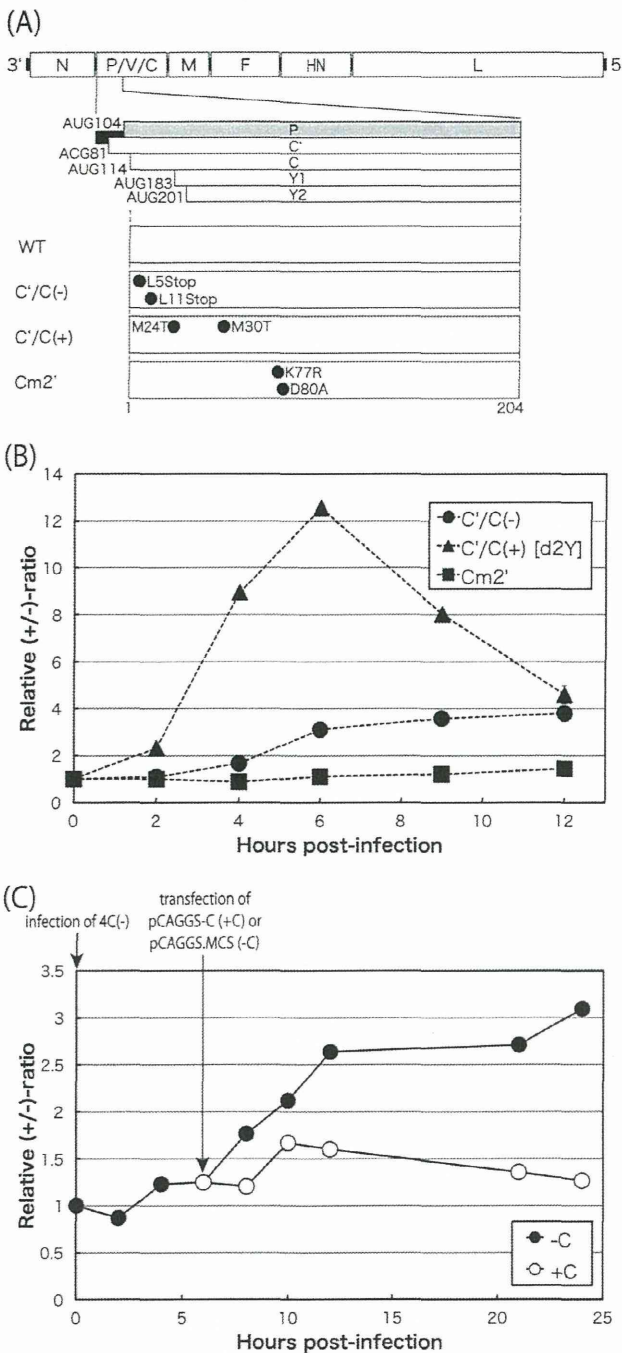 (A)
3' N P/V/C M F HN L 5
AUG104 P
ACG81 C'
AUG114 C
AUG183 Y1
AUG201 Y2
WT
C'/C(-) L5Stop
L11Stop
C'/C(+) M24T M30T
Cm2' K77R
D80A
1 204
(B)
14
12
10
8
6
4
2
0
Relative (+/-)-ratio
C'/C(-)
C'/C(+) [d2Y]
Cm2'
0 2 4 6 8 10 12
Hours post-infection
(C)
infection of 4C(-)
transfection of
pCAGGS-C (+C) or
pCAGGS.MCS (-C)
3.5
3
2.5
2
1.5
1
0.5
0
Relative (+/-)-ratio
-C
+C
0 5 10 15 20 25
Hours post-infection